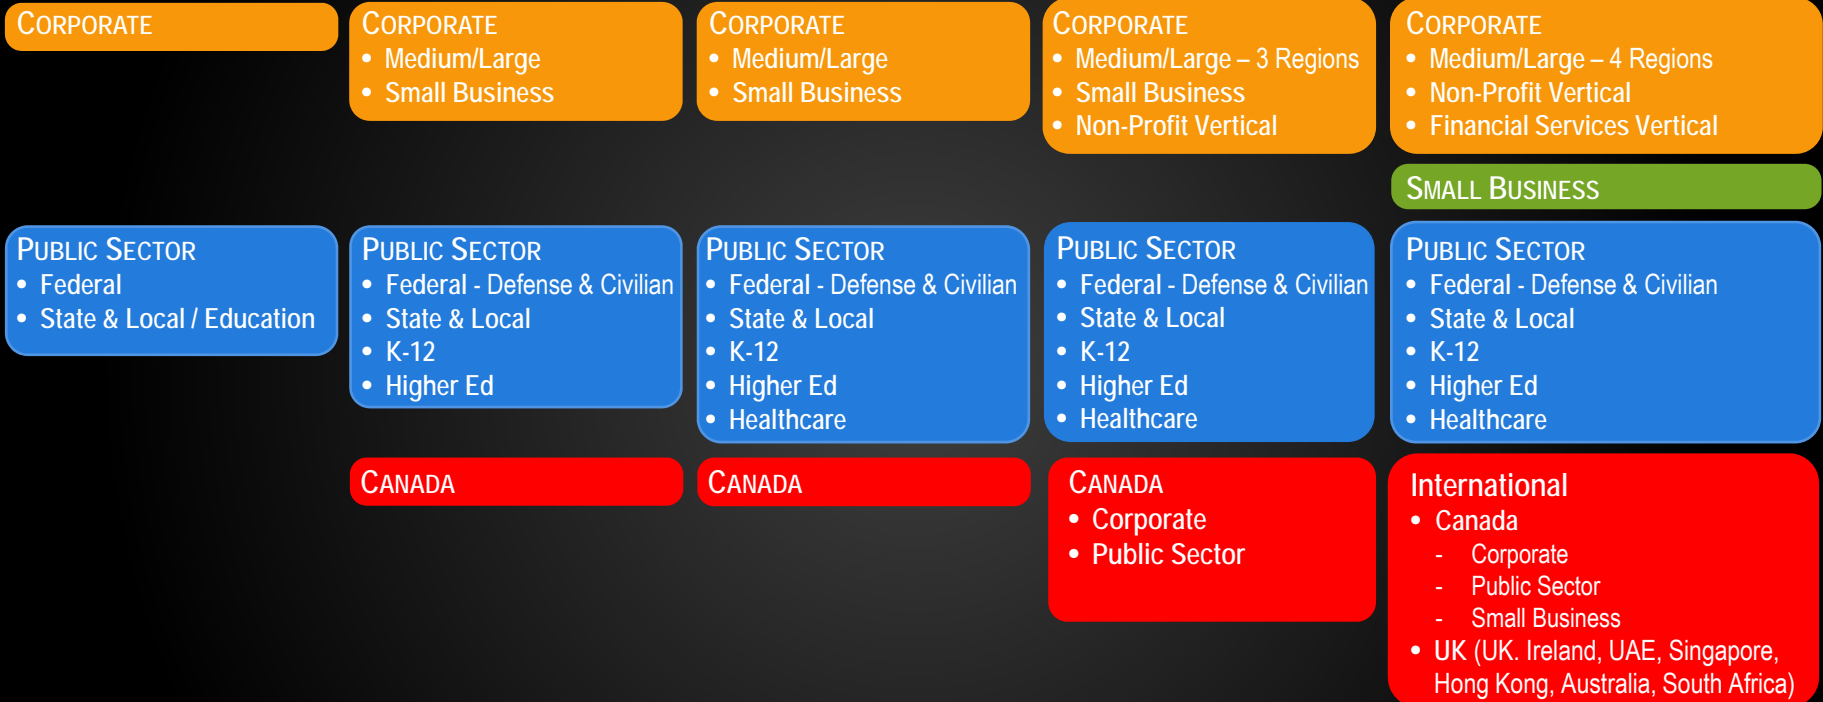 CORPORATE
CORPORATE
• Medium/Large
• Small Business
CORPORATE
• Medium/Large
• Small Business
CORPORATE
• Medium/Large – 3 Regions
• Small Business
• Non-Profit Vertical
CORPORATE
• Medium/Large – 4 Regions
• Non-Profit Vertical
• Financial Services Vertical
SMALL BUSINESS
PUBLIC SECTOR
• Federal
• State & Local / Education
PUBLIC SECTOR
• Federal - Defense & Civilian
• State & Local
• K-12
• Higher Ed
PUBLIC SECTOR
• Federal - Defense & Civilian
• State & Local
• K-12
• Higher Ed
• Healthcare
PUBLIC SECTOR
• Federal - Defense & Civilian
• State & Local
• K-12
• Higher Ed
• Healthcare
PUBLIC SECTOR
• Federal - Defense & Civilian
• State & Local
• K-12
• Higher Ed
• Healthcare
CANADA
CANADA
CANADA
• Corporate
• Public Sector
International
• Canada
- Corporate
- Public Sector
- Small Business
• UK (UK. Ireland, UAE, Singapore,
Hong Kong, Australia, South Africa)